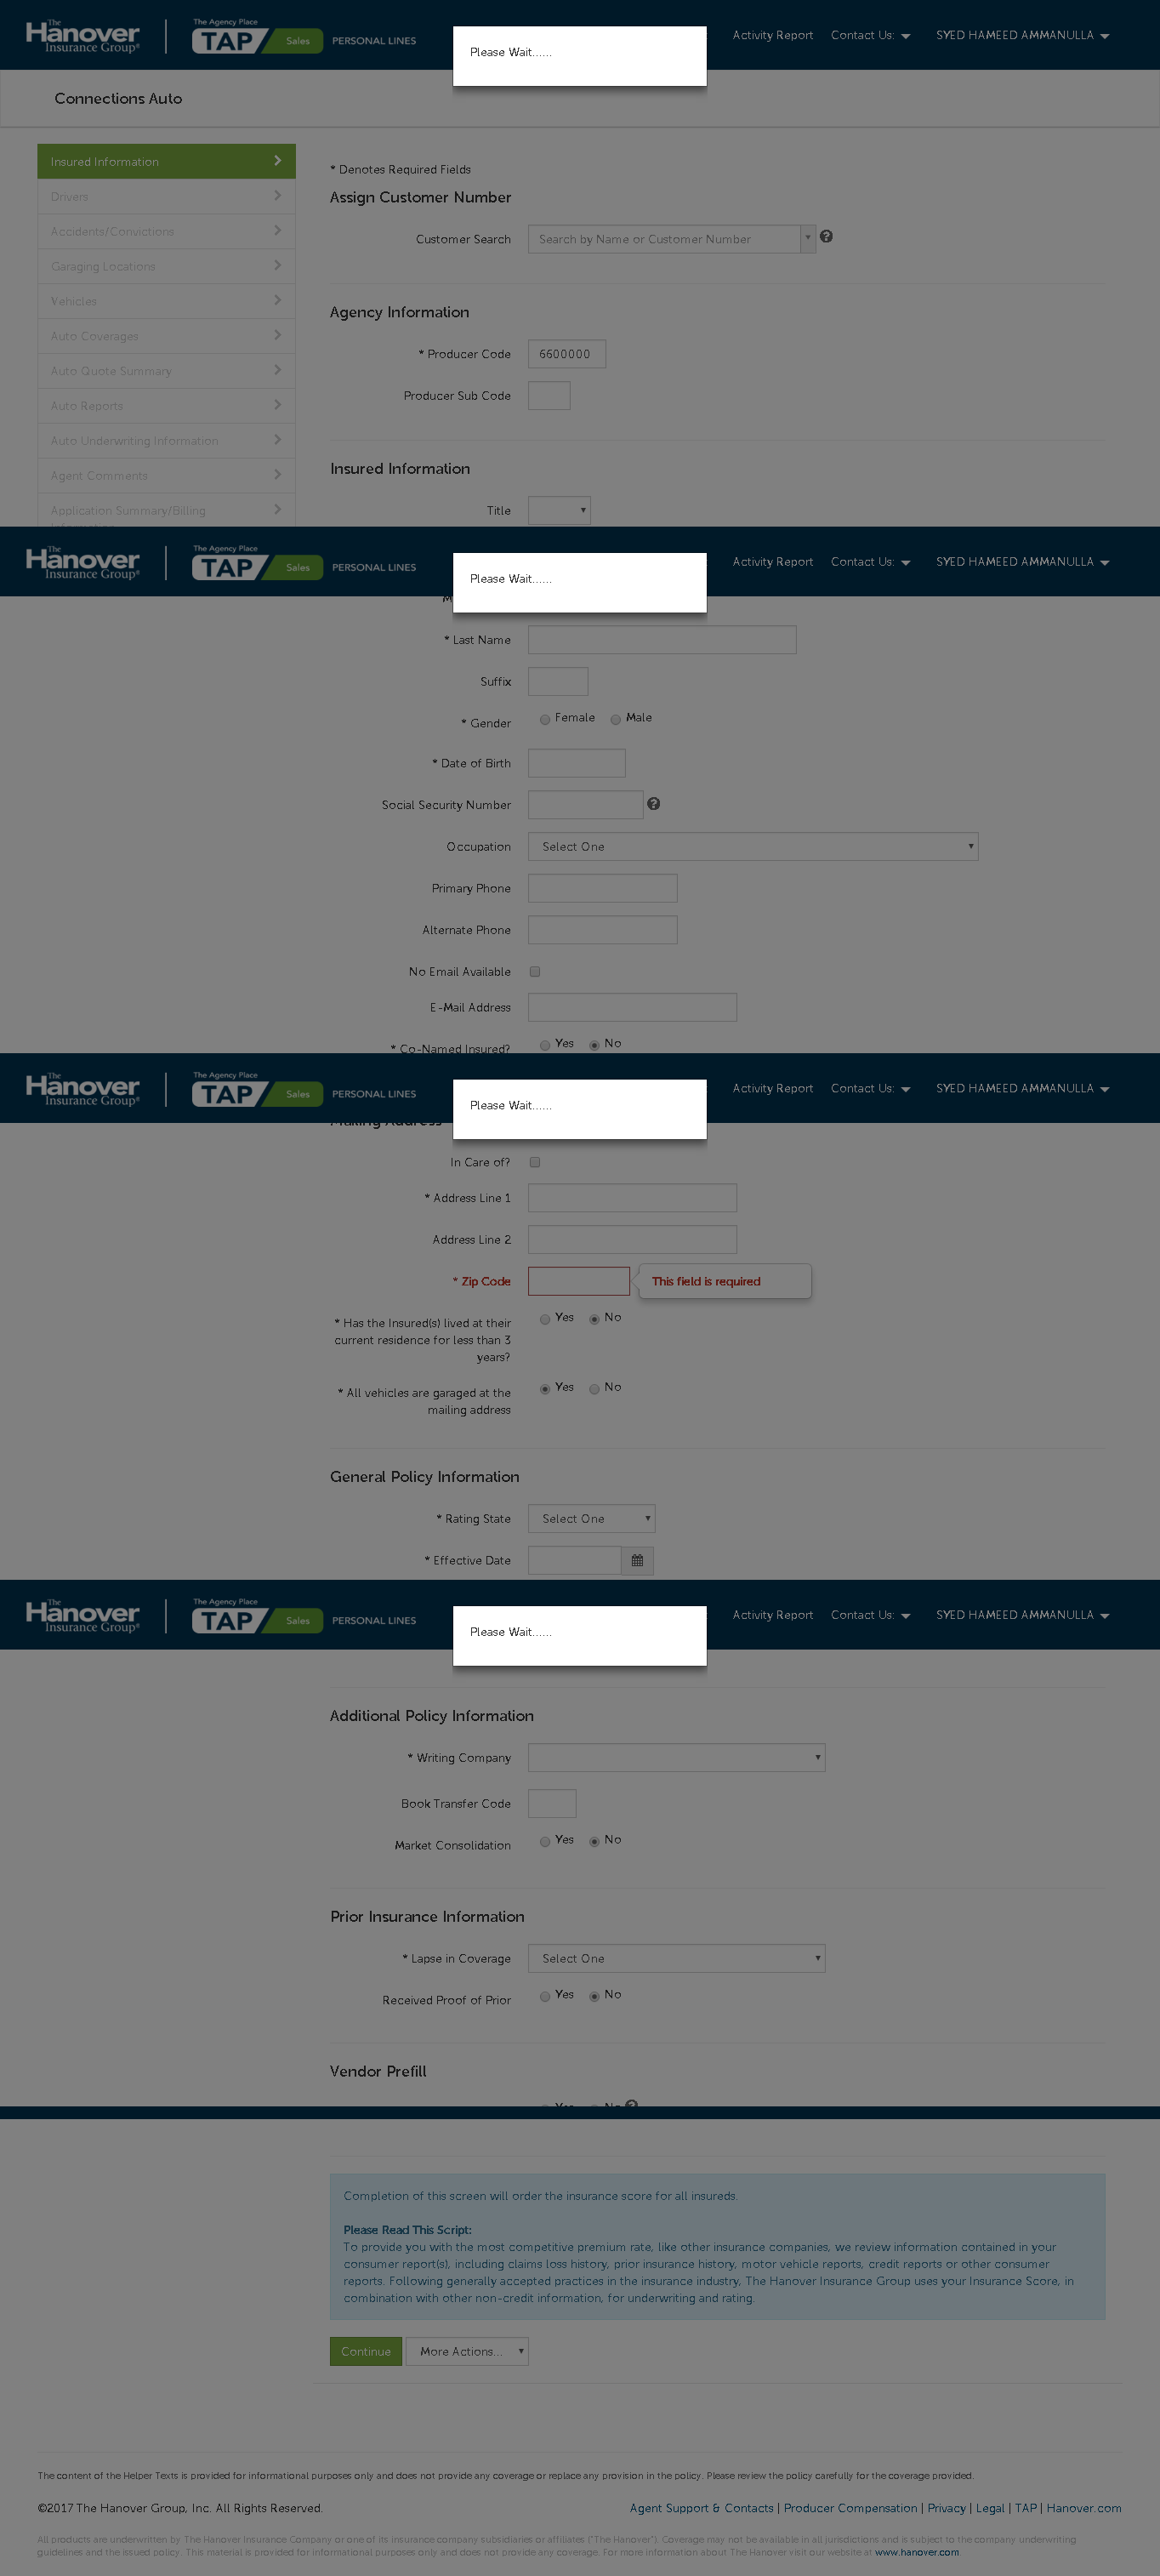 The Hanover Insurance Group®
The Agency Place
TAP Sales PERSONAL LINES
Please Wait......
Activity Report Contact Us: SYED HAMEED AMMANULLA
Connections Auto
Insured Information
Drivers
Accidents/Convictions
Garaging Locations
Vehicles
Auto Coverages
Auto Quote Summary
Auto Reports
Auto Underwriting Information
Agent Comments
Application Summary/Billing
* Denotes Required Fields
Assign Customer Number
Customer Search Search by Name or Customer Number
Agency Information
* Producer Code 6600000
Producer Sub Code
Insured Information
Title
The Hanover Insurance Group®
The Agency Place
TAP Sales PERSONAL LINES
Please Wait......
Activity Report Contact Us: SYED HAMEED AMMANULLA
* Last Name
Suffix
* Gender Female Male
* Date of Birth
Social Security Number
Occupation Select One
Primary Phone
Alternate Phone
No Email Available
E-Mail Address
* Co-Named Insured? Yes No
The Hanover Insurance Group®
The Agency Place
TAP Sales PERSONAL LINES
Please Wait......
Activity Report Contact Us: SYED HAMEED AMMANULLA
Mailing Address
In Care of?
* Address Line 1
Address Line 2
* Zip Code This field is required
* Has the Insured(s) lived at their
current residence for less than 3
years?
Yes No
* All vehicles are garaged at the
mailing address
Yes No
General Policy Information
* Rating State Select One
* Effective Date
The Hanover Insurance Group®
The Agency Place
TAP Sales PERSONAL LINES
Please Wait......
Activity Report Contact Us: SYED HAMEED AMMANULLA
Additional Policy Information
* Writing Company
Book Transfer Code
Market Consolidation Yes No
Prior Insurance Information
* Lapse in Coverage Select One
Received Proof of Prior Yes No
Vendor Prefill
Yes No
Completion of this screen will order the insurance score for all insureds.
Please Read This Script:
To provide you with the most competitive premium rate, like other insurance companies, we review information contained in your
consumer report(s), including claims loss history, prior insurance history, motor vehicle reports, credit reports or other consumer
reports. Following generally accepted practices in the insurance industry, The Hanover Insurance Group uses your Insurance Score, in
combination with other non-credit information, for underwriting and rating.
Continue More Actions...
The content of the Helper Texts is provided for informational purposes only and does not provide any coverage or replace any provision in the policy. Please review the policy carefully for the coverage provided.
©2017 The Hanover Group, Inc. All Rights Reserved.
Agent Support & Contacts | Producer Compensation | Privacy | Legal | TAP | Hanover.com
All products are underwritten by The Hanover Insurance Company or one of its insurance company subsidiaries or affiliates ("The Hanover"). Coverage may not be available in all jurisdictions and is subject to the company underwriting
guidelines and the issued policy. This material is provided for informational purposes only and does not provide any coverage. For more information about The Hanover visit our website at www.hanover.com.